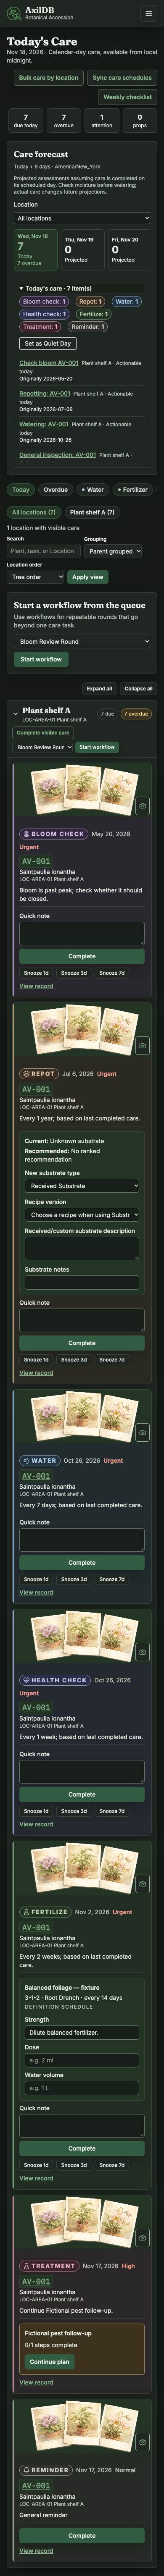 AxilDB
Botanical Accession
Today's Care
Nov 18, 2026 · Calendar-day care, available from local
midnight.
Bulk care by location
Sync care schedules
Weekly checklist
7
due today
7
overdue
1
attention
0
props
Care forecast
Today + 8 days · America/New_York
Projected assessments assume care is completed on
its scheduled day. Check moisture before watering;
actual care changes future projections.
Location
All locations
Wed, Nov 18
7
Today
7 overdue
Thu, Nov 19
0
Projected
Fri, Nov 20
0
Projected
Today's care · 7 item(s)
Bloom check: 1
Repot: 1
Water: 1
Health check: 1
Fertilize: 1
Treatment: 1
Reminder: 1
Set as Quiet Day
Check bloom AV-001 Plant shelf A · Actionable
today
Originally 2026-05-20
Repotting: AV-001 Plant shelf A · Actionable today
Originally 2026-07-06
Watering: AV-001 Plant shelf A · Actionable today
Originally 2026-10-26
General inspection: AV-001 Plant shelf A ·
Today
Overdue
Water
Fertilizer
All locations (7)
Plant shelf A (7)
1 location with visible care
Search
Plant, task, or Location
Grouping
Parent grouped
Location order
Tree order
Apply view
Start a workflow from the queue
Use workflows for repeatable rounds that go
beyond one care task.
Bloom Review Round
Start workflow
Expand all
Collapse all
Plant shelf A
LOC-AREA-01 Plant shelf A
7 due
7 overdue
Complete visible care
Bloom Review Roun
Start workflow
BLOOM CHECK
May 20, 2026
Urgent
AV-001
Saintpaulia ionantha
LOC-AREA-01 Plant shelf A
Bloom is past peak; check whether it should
be closed.
Quick note
Complete
Snooze 1d
Snooze 3d
Snooze 7d
View record
REPOT
Jul 6, 2026
Urgent
AV-001
Saintpaulia ionantha
LOC-AREA-01 Plant shelf A
Every 1 year; based on last completed care.
Current: Unknown substrate
Recommended: No ranked
recommendation
New substrate type
Received Substrate
Recipe version
Choose a recipe when using Substr
Received/custom substrate description
Substrate notes
Quick note
Complete
Snooze 1d
Snooze 3d
Snooze 7d
View record
WATER
Oct 26, 2026
Urgent
AV-001
Saintpaulia ionantha
LOC-AREA-01 Plant shelf A
Every 7 days; based on last completed care.
Quick note
Complete
Snooze 1d
Snooze 3d
Snooze 7d
View record
HEALTH CHECK
Oct 26, 2026
Urgent
AV-001
Saintpaulia ionantha
LOC-AREA-01 Plant shelf A
Every 1 week; based on last completed care.
Quick note
Complete
Snooze 1d
Snooze 3d
Snooze 7d
View record
FERTILIZE
Nov 2, 2026
Urgent
AV-001
Saintpaulia ionantha
LOC-AREA-01 Plant shelf A
Every 2 weeks; based on last completed
care.
Balanced foliage — fixture
3-1-2 · Root Drench · every 14 days
DEFINITION SCHEDULE
Strength
Dilute balanced fertilizer.
Dose
e.g. 2 ml
Water volume
e.g. 1 L
Quick note
Complete
Snooze 1d
Snooze 3d
Snooze 7d
View record
TREATMENT
Nov 17, 2026
High
AV-001
Saintpaulia ionantha
LOC-AREA-01 Plant shelf A
Continue Fictional pest follow-up.
Fictional pest follow-up
0/1 steps complete
Continue plan
View record
REMINDER
Nov 17, 2026
Normal
AV-001
Saintpaulia ionantha
LOC-AREA-01 Plant shelf A
General reminder
Complete
View record